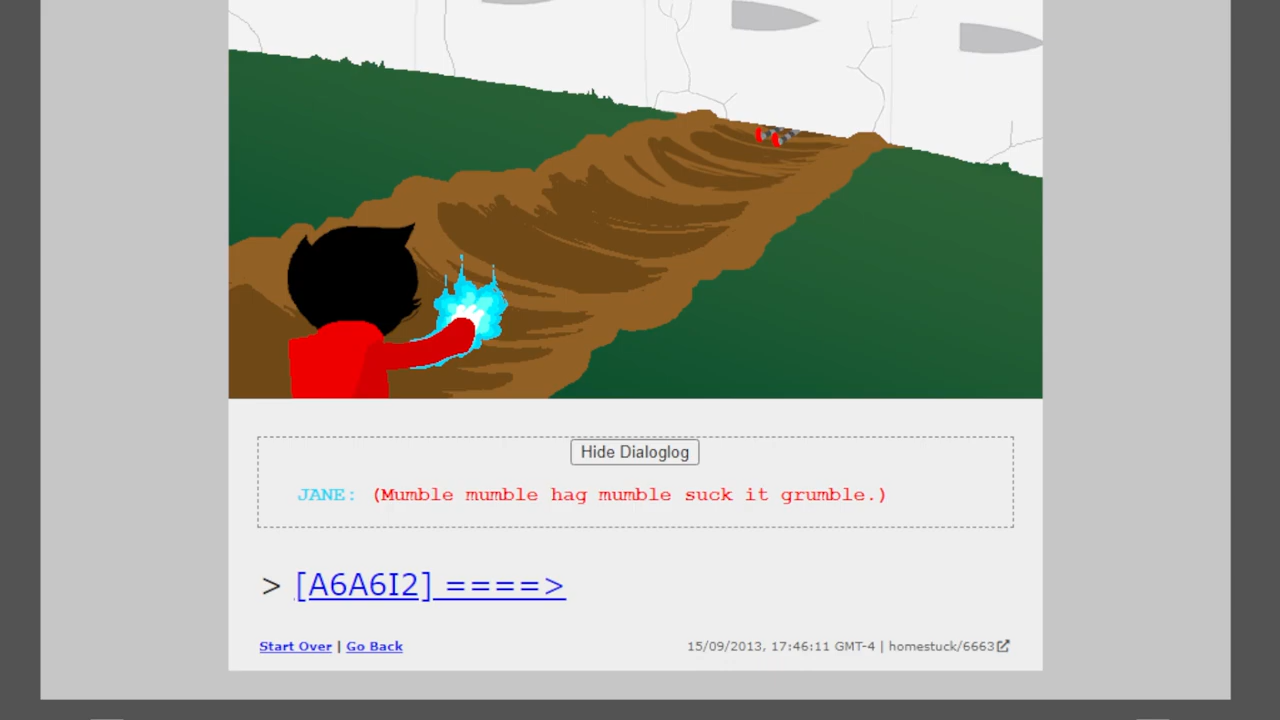 Hide Dialoglog
JANE: (Mumble mumble hag mumble suck it grumble.)
> [A6A6I2] ====>
Start Over | Go Back
15/09/2013, 17:46:11 GMT-4 | homestuck/6663